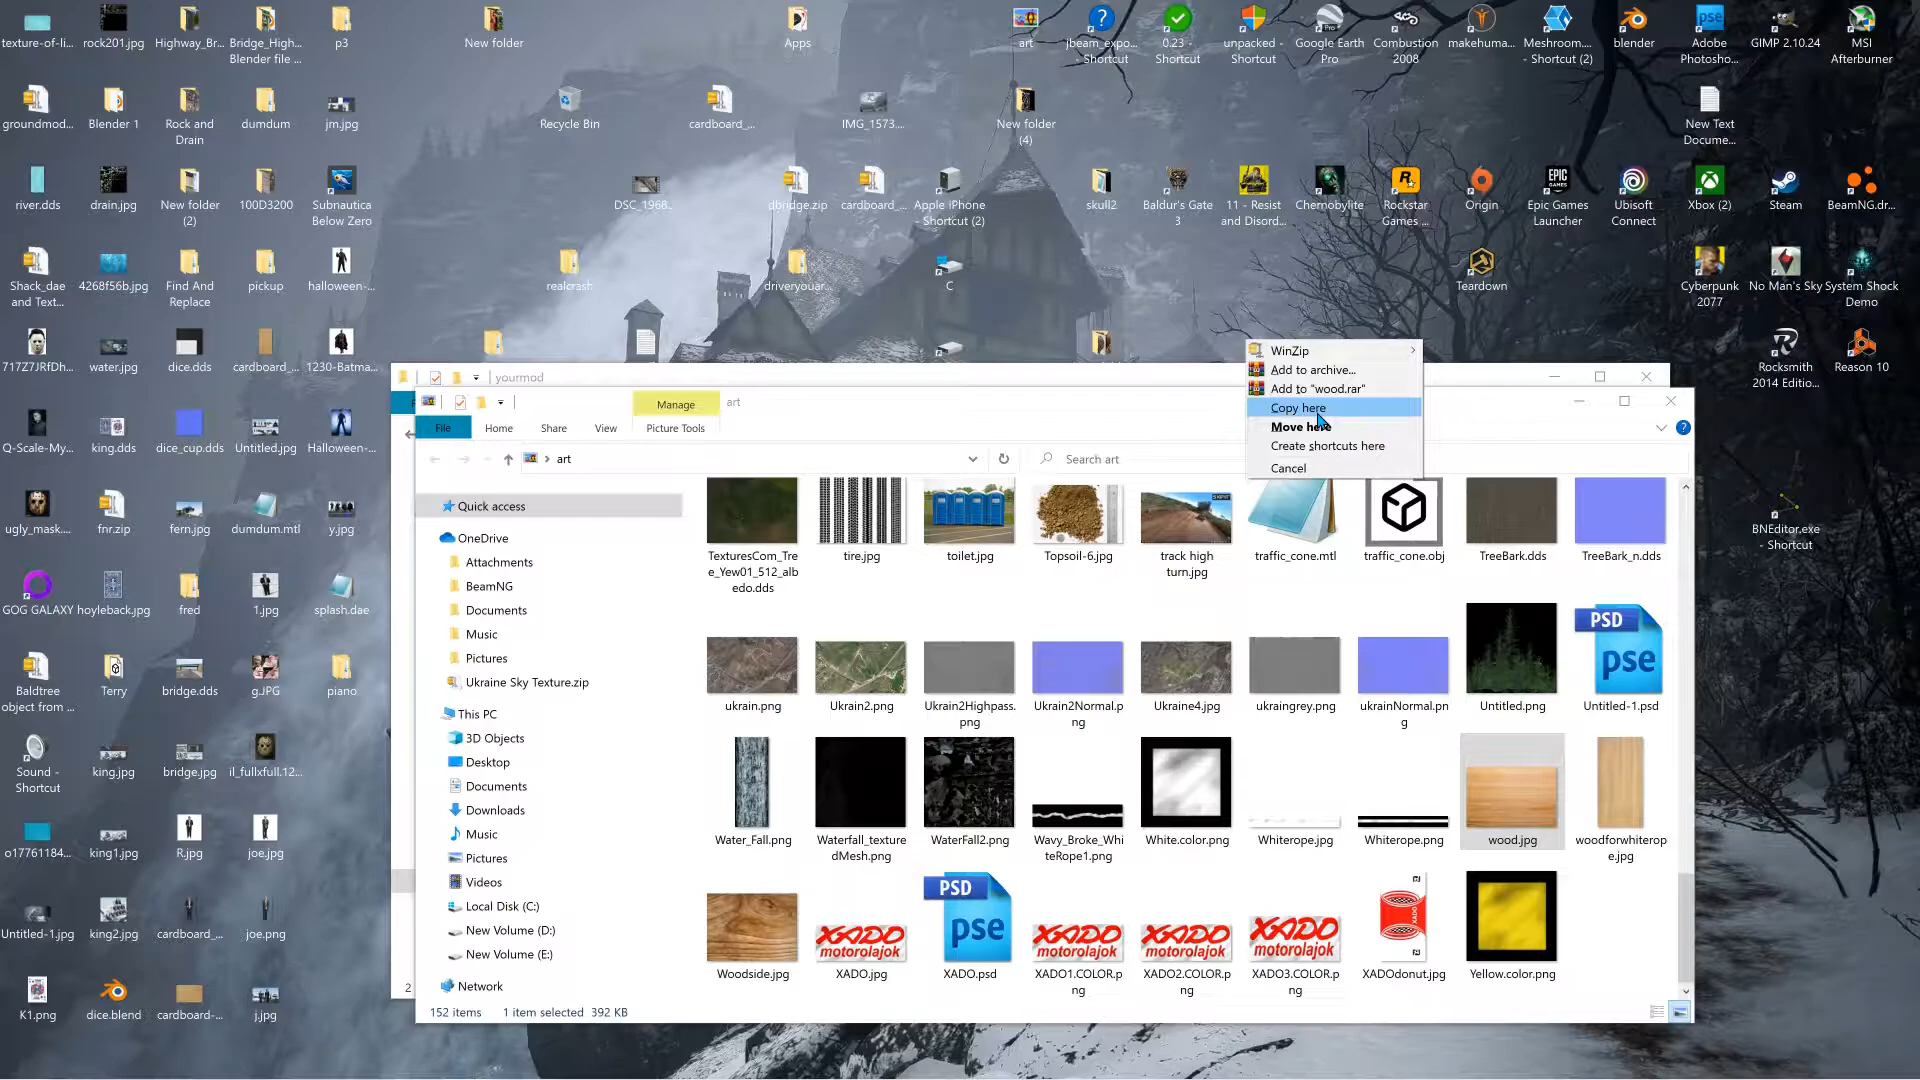 texture-of-li...
rock201.jpg
Highway_Br...
Bridge_High...
Blender file ...
p3
New folder
Apps
art
jbeam_expo...
- Shortcut
0.23 -
Shortcut
unpacked -
Shortcut
Google Earth
Pro
Combustion
2008
makehuma...
Meshroom....
- Shortcut (2)
blender
Adobe
Photosho...
GIMP 2.10.24
MSI
Afterburner
groundmod...
Blender 1
Rock and
Drain
dumdum
jm.jpg
Recycle Bin
cardboard_...
IMG_1573....
New folder
(4)
New Text
Docume...
river.dds
drain.jpg
New folder
(2)
100D3200
Subnautica
Below Zero
DSC_1968..
dbridge.zip
cardboard_...
Apple iPhone
- Shortcut (2)
skull2
Baldur's Gate
3
11 - Resist
and Disord...
Chernobylite
Rockstar
Games ...
Origin
Epic Games
Launcher
Ubisoft
Connect
Xbox (2)
Steam
BeamNG.dr...
Shack_dae
and Text...
4268f56b.jpg
Find And
Replace
pickup
halloween-...
realcrash
driveryouar...
C
Teardown
Cyberpunk
2077
No Man's Sky
System Shock
Demo
717Z7JRfDh...
water.jpg
dice.dds
cardboard_...
1230-Batma...
Rocksmith
2014 Editio...
Reason 10
yourmod
WinZip
Add to archive...
Add to "wood.rar"
Copy here
Move here
Create shortcuts here
Cancel
Manage
art
File
Home
Share
View
Picture Tools
art
Search art
Q-Scale-My...
king.dds
dice_cup.dds
Untitled.jpg
Halloween-...
ugly_mask....
fnr.zip
fern.jpg
dumdum.mtl
y.jpg
BNEditor.exe
- Shortcut
GOG GALAXY
hoyleback.jpg
fred
1.jpg
splash.dae
Baldtree
object from ...
Terry
bridge.dds
g.JPG
piano
Sound -
Shortcut
king.jpg
bridge.jpg
il_fullxfull.12...
o17761184...
king1.jpg
R.jpg
joe.jpg
Untitled-1.jpg
king2.jpg
cardboard_...
joe.png
K1.png
dice.blend
cardboard-...
j.jpg
Quick access
OneDrive
Attachments
BeamNG
Documents
Music
Pictures
Ukraine Sky Texture.zip
This PC
3D Objects
Desktop
Documents
Downloads
Music
Pictures
Videos
Local Disk (C:)
New Volume (D:)
New Volume (E:)
Network
TexturesCom_Tre
e_Yew01_512_alb
edo.dds
tire.jpg
toilet.jpg
Topsoil-6.jpg
track high
turn.jpg
traffic_cone.mtl
traffic_cone.obj
TreeBark.dds
TreeBark_n.dds
ukrain.png
Ukrain2.png
Ukrain2Highpass.
png
Ukrain2Normal.p
ng
Ukraine4.jpg
ukraingrey.png
ukrainNormal.pn
g
Untitled.png
PSD
pse
Untitled-1.psd
Water_Fall.png
Waterfall_texture
dMesh.png
WaterFall2.png
Wavy_Broke_Whi
teRope1.png
White.color.png
Whiterope.jpg
Whiterope.png
wood.jpg
woodforwhiterop
e.jpg
Woodside.jpg
XADO
motorolajok
XADO.jpg
PSD
pse
XADO.psd
XADO
motorolajok
XADO1.COLOR.p
ng
XADO
motorolajok
XADO2.COLOR.p
ng
XADO
motorolajok
XADO3.COLOR.p
ng
XADOdonut.jpg
Yellow.color.png
2
152 items
1 item selected
392 KB